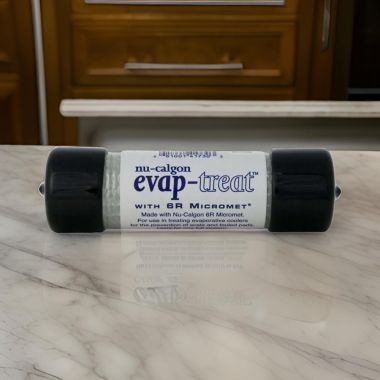 nu-calgon
evap-treat™
WITH 6R MICROMET®
Made with Nu-Calgon 6R Micromet.
For use in treating evaporative coolers
for the prevention of scale and fouled pads.